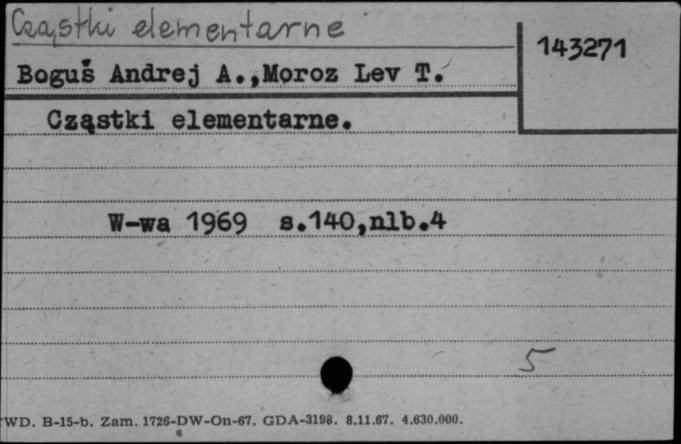 Cząstki elementarne
143271
Boguš Andrej A.,Moroz Lev T.
Cząstki elementarne.
W-wa 1969 s.140,nlb.4
5
WD. B-15-b. Zam. 1726-DW-On-67. GDA-3198. 8.11.67. 4.630.000.